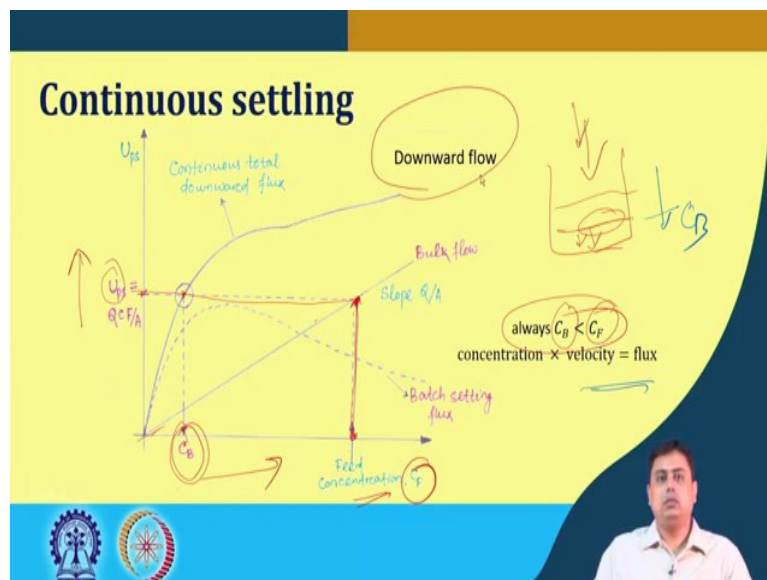 Continuous settling
Ups
Continuous total
downward flux
Downward flow
CB
Bulk flow
Ups =
QCF/A
Slope Q/A
always CB < CF
concentration × velocity = flux
Batch setting
flux
CB
Feed
Concentration, CF